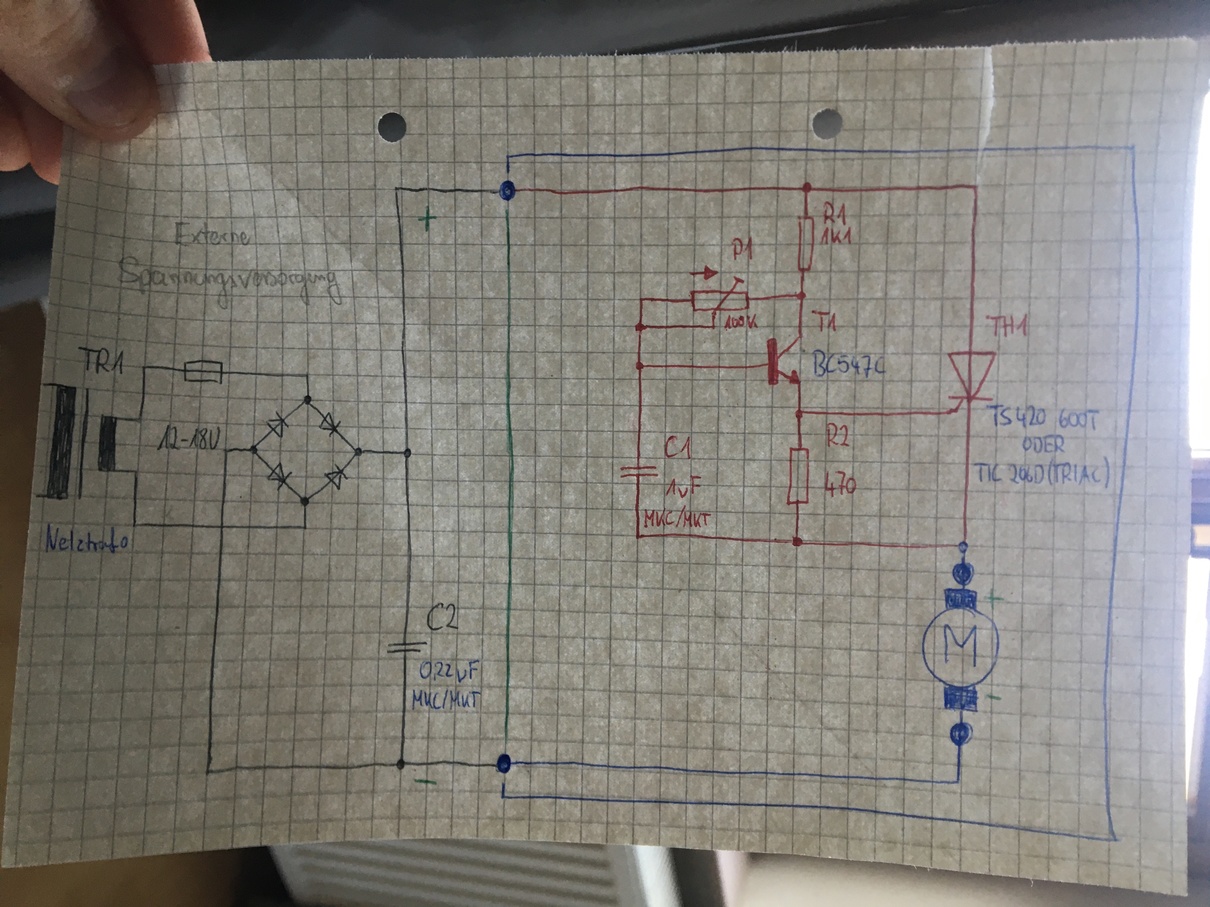 Externe
Spannungsversorgung
+
TR1
12-18V
Netztrafo
C2
0,22µF
MKC/MKT
-
P1
100K
R1
1K1
T1
BC547C
TH1
TS420 600T
ODER
TIC 206D (TRIAC)
R2
470
C1
1µF
MKC/MKT
+
M
-